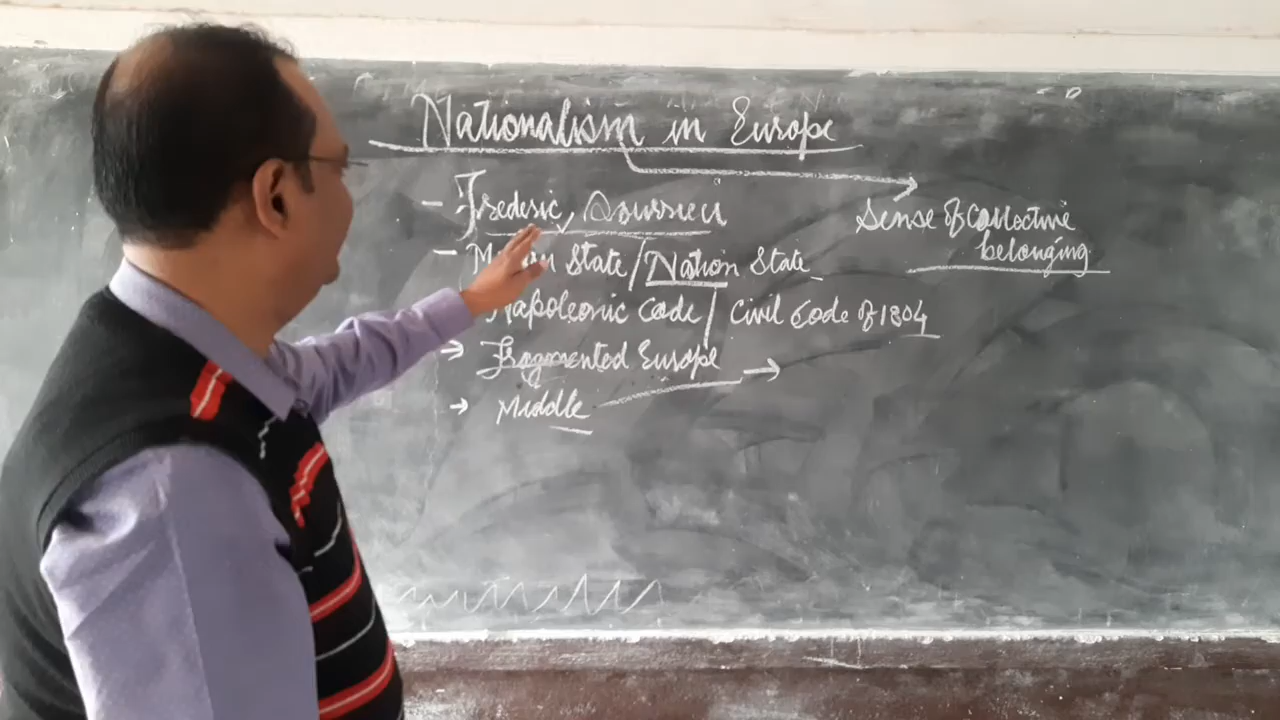 Nationalism in Europe
- Frederic, Sourrieu
Sense of Collective
belonging
- State/Nation State
Napoleonic Code/ Civil Code of 1804
→ Fragmented Europe →
→ Middle